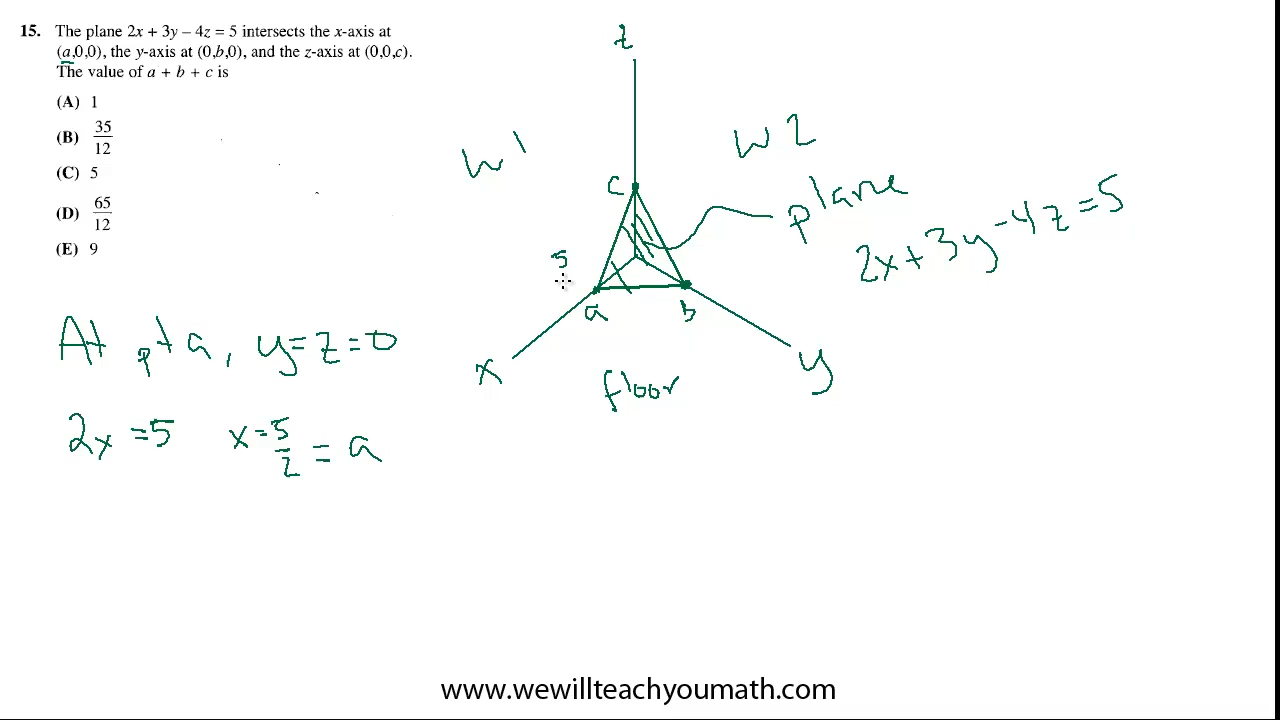 15. The plane 2x + 3y – 4z = 5 intersects the x-axis at
(a,0,0), the y-axis at (0,b,0), and the z-axis at (0,0,c).
The value of a + b + c is
(A) 1
(B) 35/12
(C) 5
(D) 65/12
(E) 9
z
w1
w2
c
plane
2x+3y-4z=5
5
a
b
x
y
floor
At pt a, y=z=0
2x=5 x=5/2=a
www.wewillteachyoumath.com